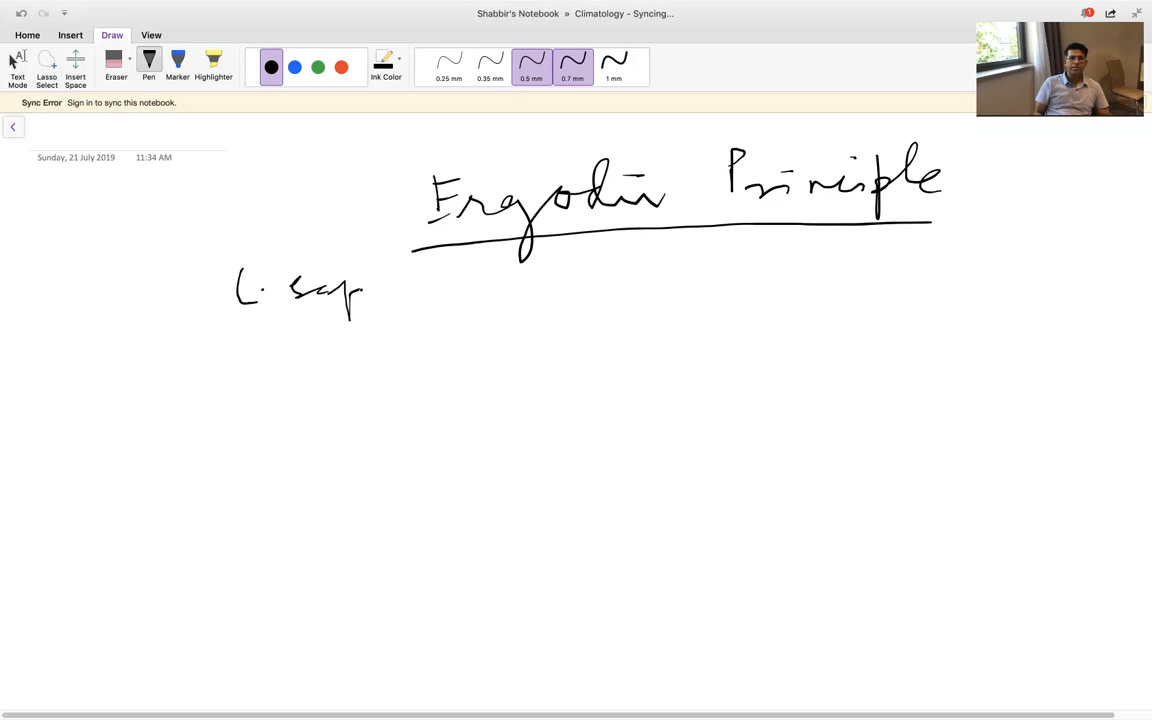 Shabbir's Notebook » Climatology - Syncing...
1
Home Insert Draw View
Text Mode
Lasso Select
Insert Space
Eraser
Pen
Marker
Highlighter
Ink Color
0.25 mm 0.35 mm 0.5 mm 0.7 mm 1 mm
Sync Error Sign in to sync this notebook.
Sunday, 21 July 2019 11:34 AM
Ergodic Principle